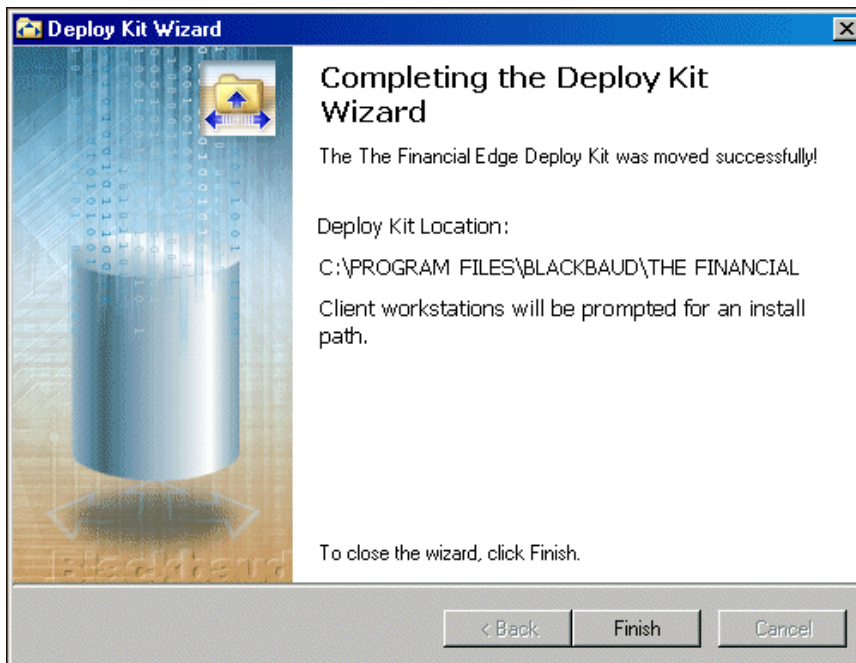 Deploy Kit Wizard
Completing the Deploy Kit
Wizard
The The Financial Edge Deploy Kit was moved successfully!
Deploy Kit Location:
C:\PROGRAM FILES\BLACKBAUD\THE FINANCIAL
Client workstations will be prompted for an install
path.
To close the wizard, click Finish.
Blackbaud
< Back
Finish
Cancel